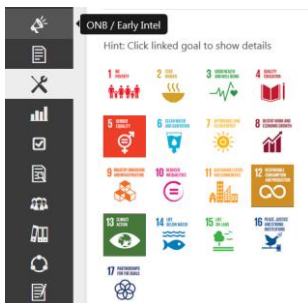 ONB / Early Intel
Hint: Click linked goal to show details
1 NO POVERTY
2 ZERO HUNGER
3 GOOD HEALTH AND WELL-BEING
4 QUALITY EDUCATION
5 GENDER EQUALITY
6 CLEAN WATER AND SANITATION
7 AFFORDABLE AND CLEAN ENERGY
8 DECENT WORK AND ECONOMIC GROWTH
9 INDUSTRY, INNOVATION AND INFRASTRUCTURE
10 REDUCED INEQUALITIES
11 SUSTAINABLE CITIES AND COMMUNITIES
12 RESPONSIBLE CONSUMPTION AND PRODUCTION
13 CLIMATE ACTION
14 LIFE BELOW WATER
15 LIFE ON LAND
16 PEACE, JUSTICE AND STRONG INSTITUTIONS
17 PARTNERSHIPS FOR THE GOALS